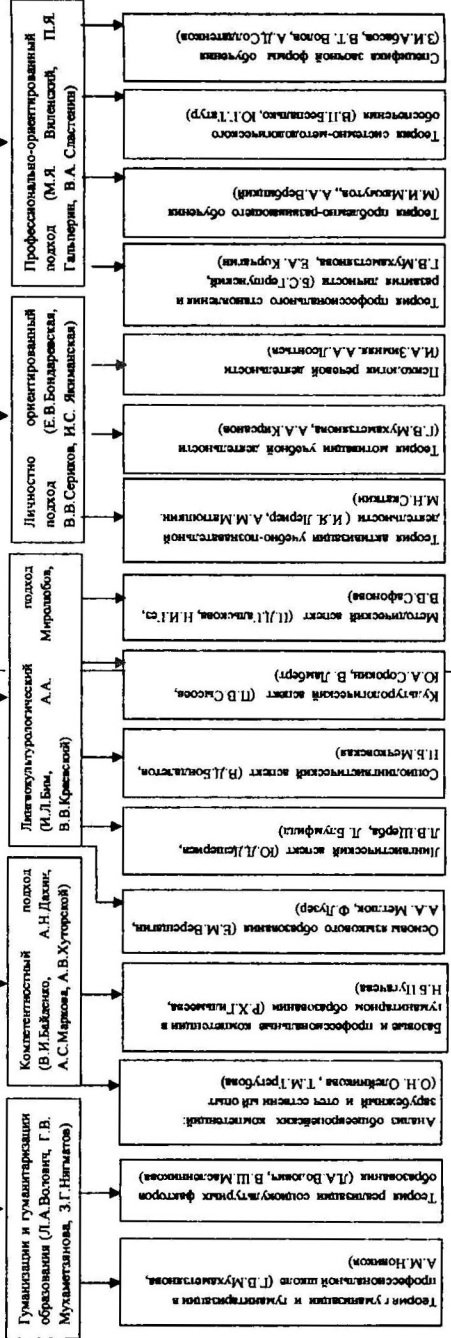 Гуманизации и гуманитаризации
образования (Л.А.Волович, Г.В.
Мухаметзянова, З.Г.Нигматов)
Компетентностный подход
(В.И.Байденко, А.Н.Дахин,
А.С.Маркова, А.В.Хуторской)
Лингвокультурологический подход
(И.Л.Бим, А.А. Миролюбов,
В.В.Краевский)
Личностно ориентированный
подход (Е.В.Бондаревская,
В.В.Сериков, И.С. Якиманская)
Профессионально-ориентированный
подход (М.Я. Виленский, П.Я.
Гальперин, В.А. Сластенин)
Теория гуманизации и гуманитаризации в
профессиональной школе (Г.В.Мухаметзянова,
А.М.Новиков)
Теория реализации социокультурных факторов
образования (Л.А.Волович, В.Ш.Масленникова)
Анализ общеевропейских компетенций:
зарубежный и отечественный опыт
(О.Н. Олейникова, Т.М.Трегубова)
Базовые и профессиональные компетенции в
гуманитарном образовании (Р.Х.Гильмеева,
Н.Б.Пугачева)
Основы языкового образования (Е.М.Верещагин,
А.А. Метлюк, Ф.Лузер)
Лингвистический аспект (Ю.Д.Дешериев,
Л.В.Щерба, Л. Блумфилд)
Социолингвистический аспект (В.Д.Бондалетов,
Н.Б.Мечковская)
Культурологический аспект (П.В.Сысоев,
Ю.А.Сорокин, В. Ламберт)
Методический аспект (Н.Д.Гальскова, Н.И.Гез,
В.В.Сафонова)
Теория активизации учебно-познавательной
деятельности (И.Я. Лернер, А.М.Матюшкин.
М.Н.Скаткин)
Теория мотивации учебной деятельности
(Г.В.Мухаметзянова, А.А.Кирсанов)
Психология речевой деятельности
(И.А.Зимняя. А.А.Леонтьев)
Теория профессионального становления и
развития личности (Б.С.Гершунский,
Г.В.Мухаметзянова, Е.А. Корчагин)
Теория проблемно-развивающего обучения
(М.И.Махмутов,, А.А.Вербицкий)
Теория системно-методологического
обеспечения (В.П.Беспалько, Ю.Г.Татур)
Специфика заочной формы обучения
(З.И.Абасов, В.Т. Волов, А.Д.Солдатенков)